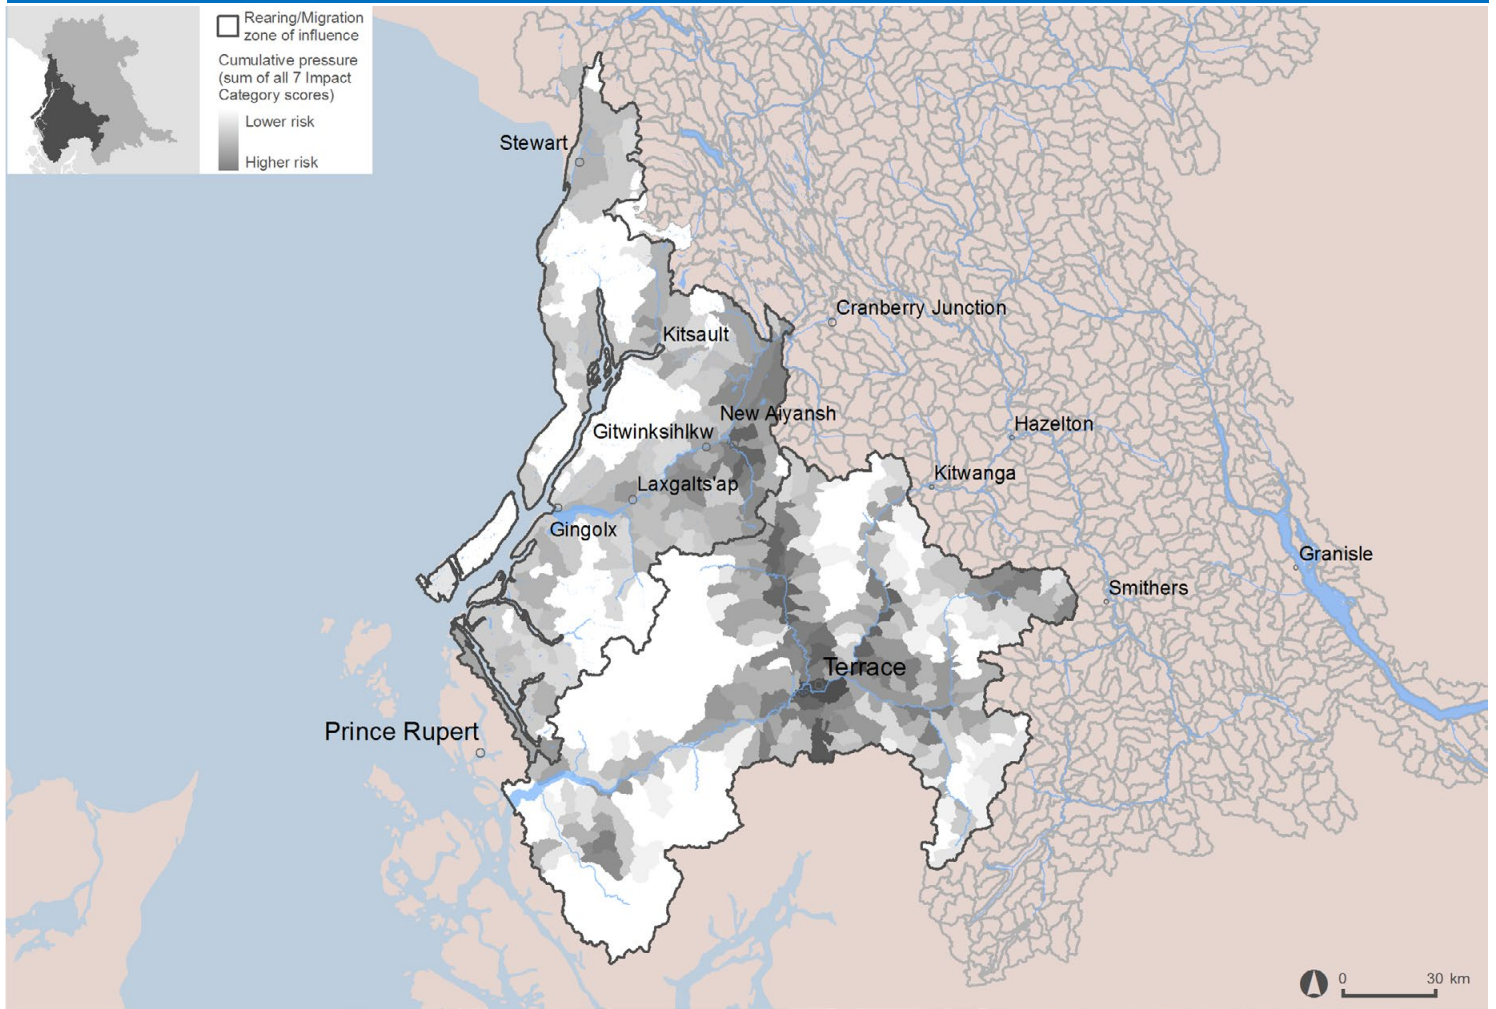 Rearing/Migration
zone of influence
Cumulative pressure
(sum of all 7 Impact
Category scores)
Lower risk
Higher risk
Stewart
Cranberry Junction
Kitsault
New Aiyansh
Gitwinksihlkw
Hazelton
Kitwanga
Laxgalts'ap
Gingolx
Granisle
Smithers
Terrace
Prince Rupert
0 30 km